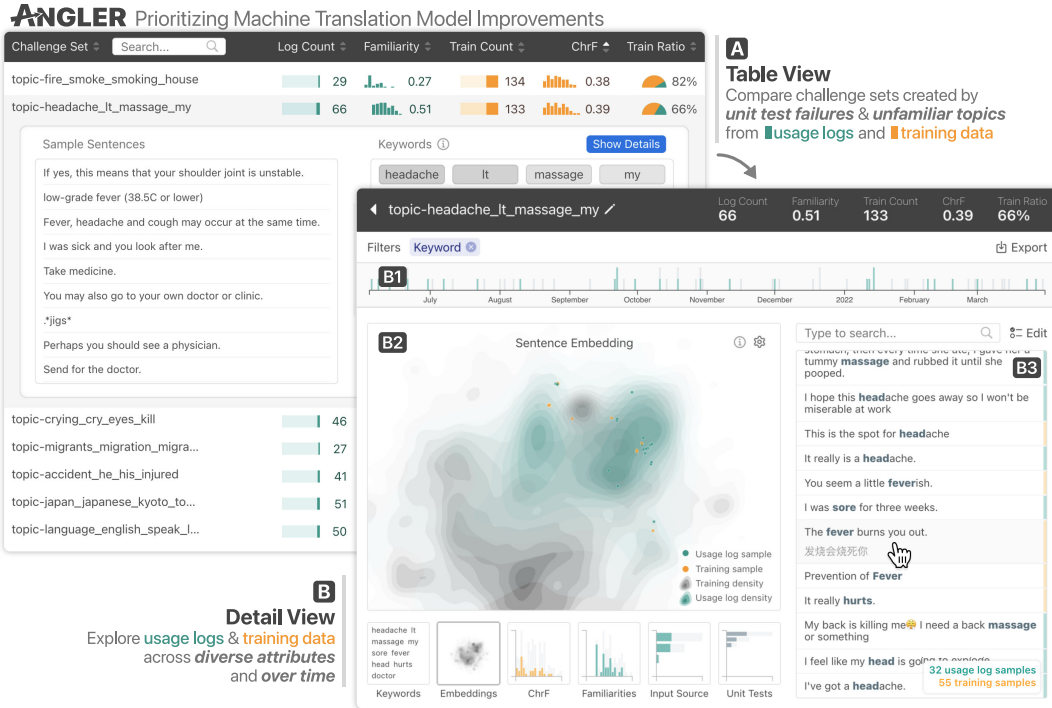 ANGLER Prioritizing Machine Translation Model Improvements
Challenge Set Search... Log Count Familiarity Train Count ChrF Train Ratio
topic-fire_smoke_smoking_house 29 0.27 134 0.38 82%
topic-headache_lt_massage_my 66 0.51 133 0.39 66%
Sample Sentences
If yes, this means that your shoulder joint is unstable.
low-grade fever (38.5C or lower)
Fever, headache and cough may occur at the same time.
I was sick and you look after me.
Take medicine.
You may also go to your own doctor or clinic.
.*jigs*
Perhaps you should see a physician.
Send for the doctor.
Keywords Show Details
headache lt massage my
topic-crying_cry_eyes_kill 46
topic-migrants_migration_migra... 27
topic-accident_he_his_injured 41
topic-japan_japanese_kyoto_to... 51
topic-language_english_speak_l... 50
A
Table View
Compare challenge sets created by
unit test failures & unfamiliar topics
from usage logs and training data
B
Detail View
Explore usage logs & training data
across diverse attributes
and over time
topic-headache_lt_massage_my
Log Count Familiarity Train Count ChrF Train Ratio
66 0.51 133 0.39 66%
Filters Keyword Export
B1
July August September October November December 2022 February March
B2
Sentence Embedding
Usage log sample
Training sample
Training density
Usage log density
headache lt
massage my
sore fever
head hurts
doctor
Keywords Embeddings ChrF Familiarities Input Source Unit Tests
Type to search... Edit
B3
stomach, then every time she ate, I gave her a
tummy massage and rubbed it until she
pooped.
I hope this headache goes away so I won't be
miserable at work
This is the spot for headache
It really is a headache.
You seem a little feverish.
I was sore for three weeks.
The fever burns you out.
发烧会烧死你
Prevention of Fever
It really hurts.
My back is killing me🤕 I need a back massage
or something
I feel like my head is going to explode
I've got a headache.
32 usage log samples
55 training samples